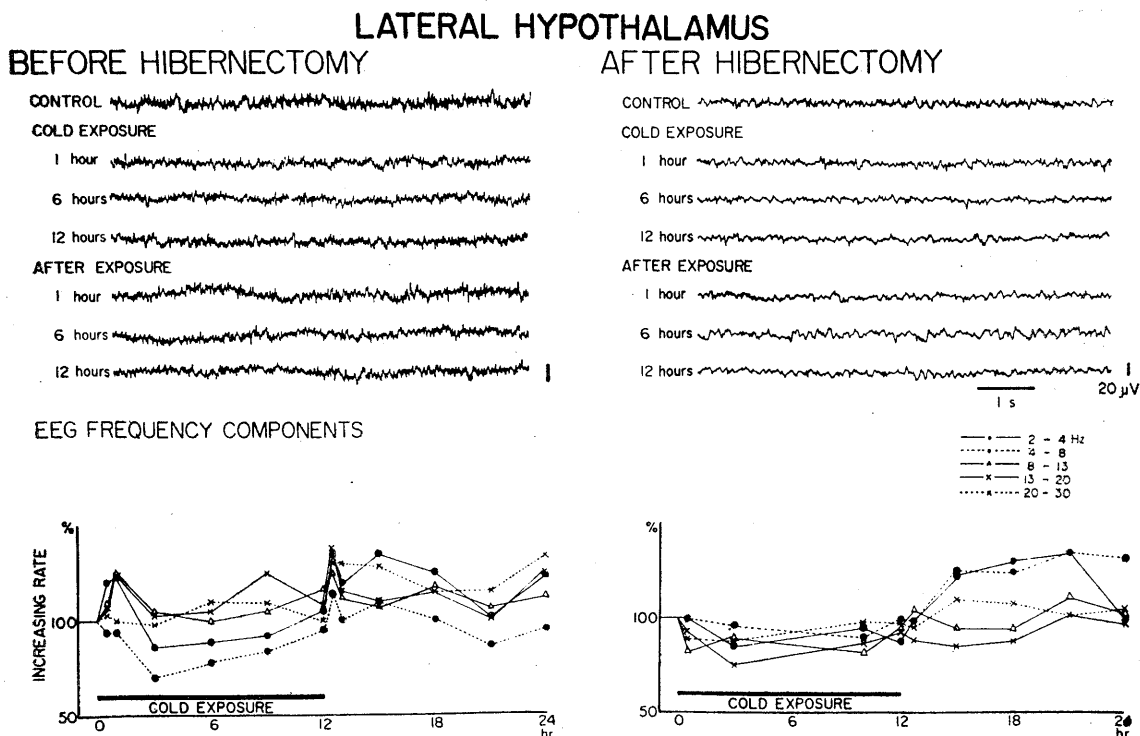 LATERAL HYPOTHALAMUS
BEFORE HIBERNECTOMY
CONTROL
COLD EXPOSURE
1 hour
6 hours
12 hours
AFTER EXPOSURE
1 hour
6 hours
12 hours
AFTER HIBERNECTOMY
CONTROL
COLD EXPOSURE
1 hour
6 hours
12 hours
AFTER EXPOSURE
1 hour
6 hours
12 hours
20 µV
1 s
EEG FREQUENCY COMPONENTS
2 - 4 Hz
4 - 8
8 - 13
13 - 20
20 - 30
%
INCREASING RATE
100
50
COLD EXPOSURE
0 6 12 18 24
hr
%
100
50
COLD EXPOSURE
0 6 12 18 24
hr